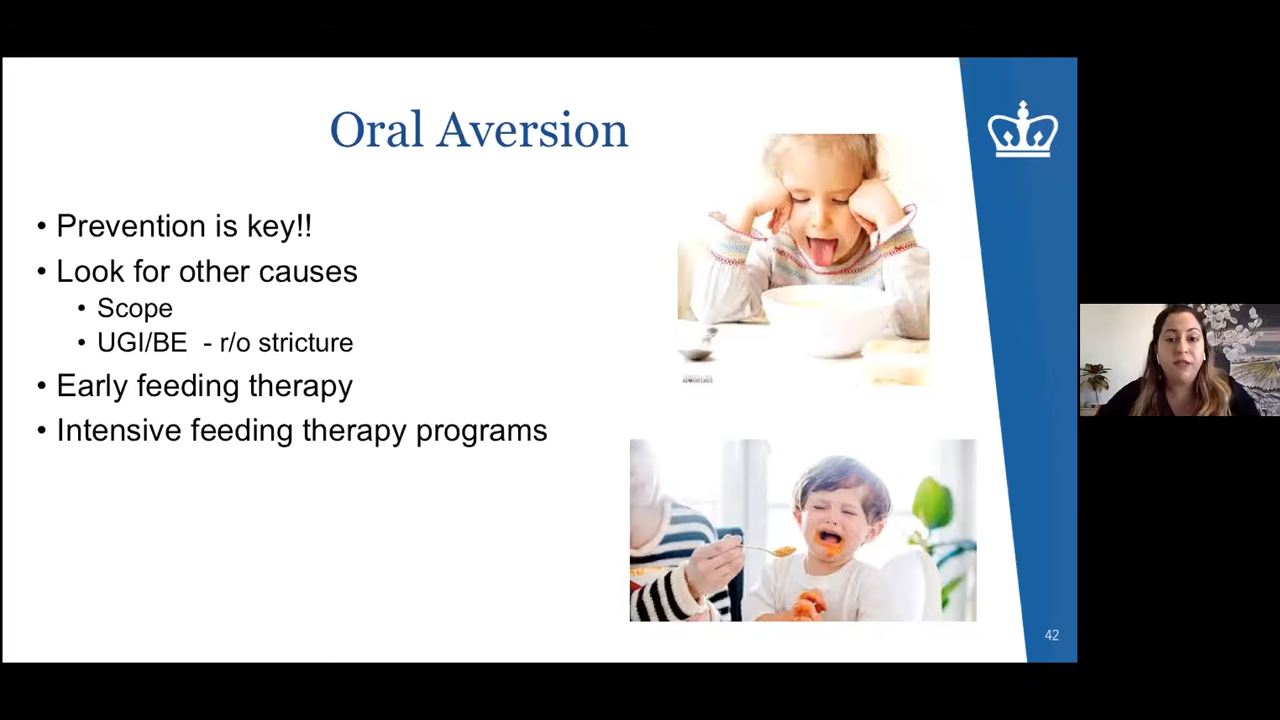 Oral Aversion
• Prevention is key!!
• Look for other causes
• Scope
• UGI/BE - r/o stricture
• Early feeding therapy
• Intensive feeding therapy programs
42